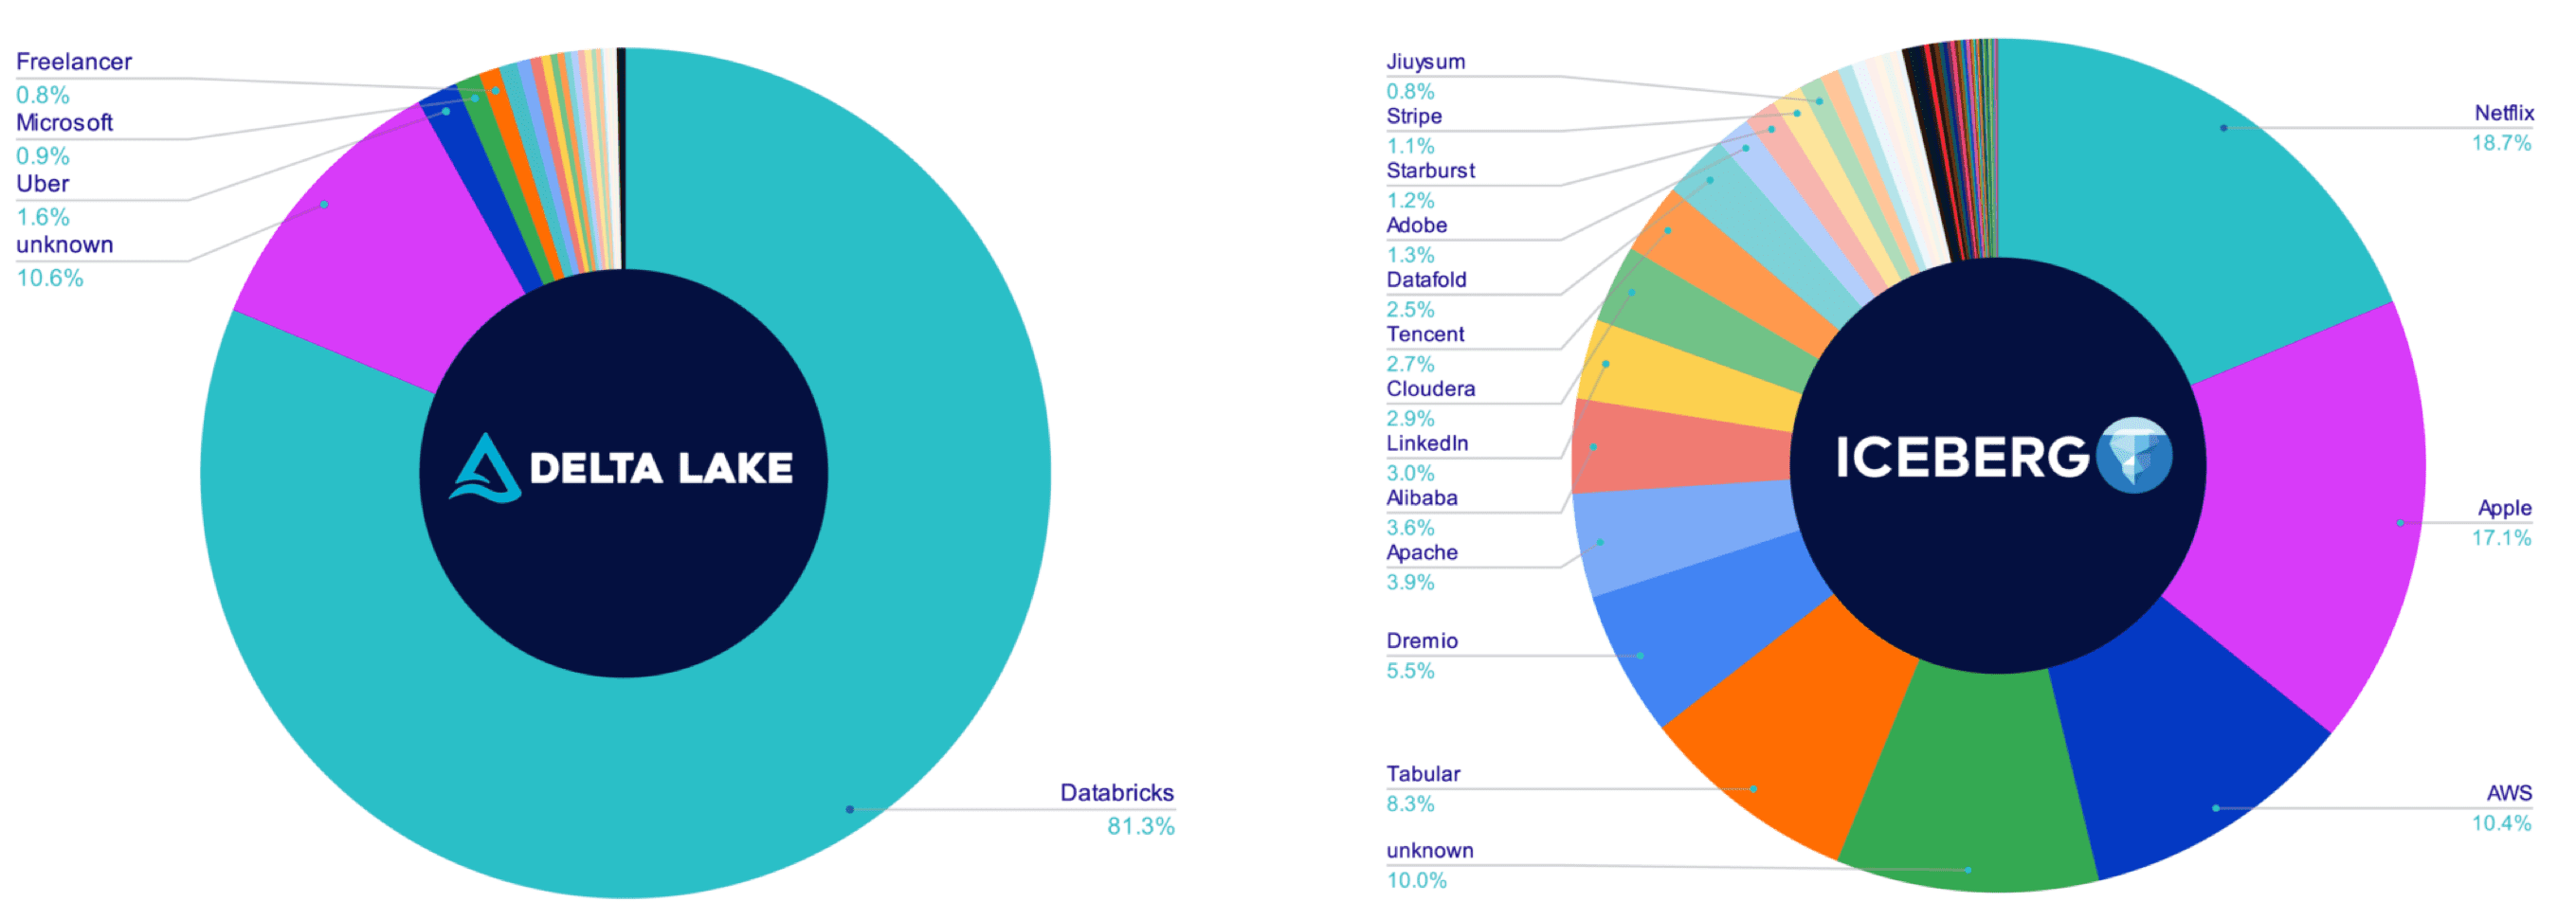 Freelancer
0.8%
Microsoft
0.9%
Uber
1.6%
unknown
10.6%
DELTA LAKE
Databricks
81.3%
Jiuysum
0.8%
Stripe
1.1%
Starburst
1.2%
Adobe
1.3%
Datafold
2.5%
Tencent
2.7%
Cloudera
2.9%
LinkedIn
3.0%
Alibaba
3.6%
Apache
3.9%
Dremio
5.5%
Tabular
8.3%
unknown
10.0%
ICEBERG
Netflix
18.7%
Apple
17.1%
AWS
10.4%